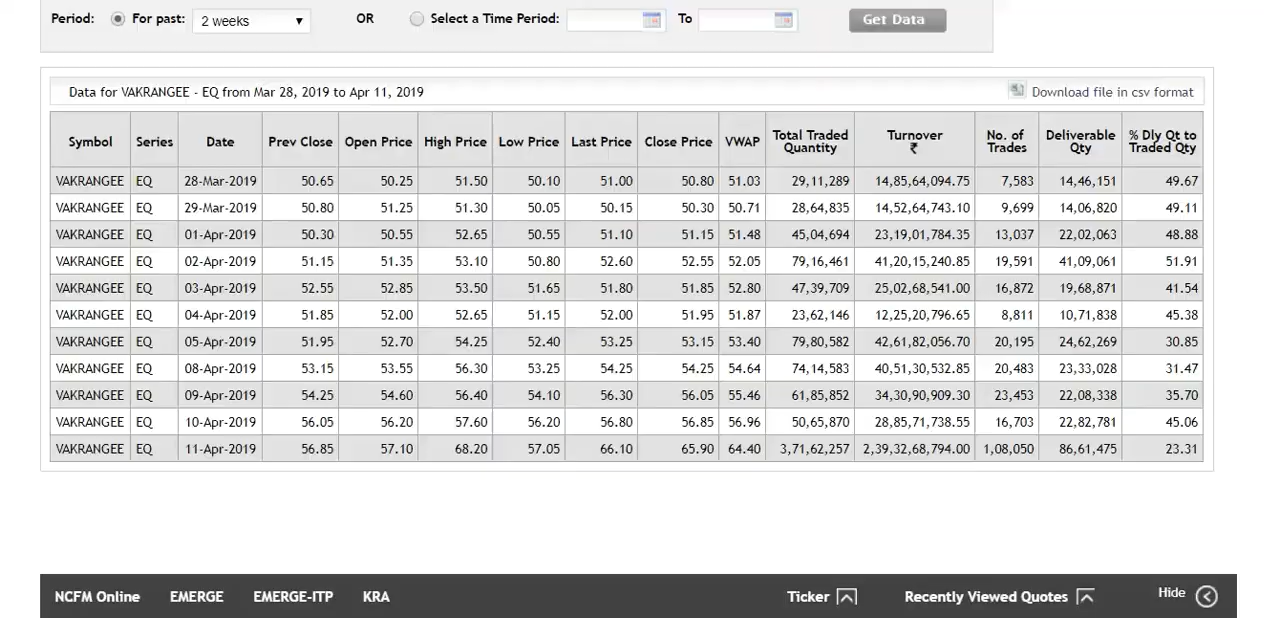 Period: For past: 2 weeks OR Select a Time Period: To Get Data
Data for VAKRANGEE - EQ from Mar 28, 2019 to Apr 11, 2019 Download file in csv format
Symbol Series Date Prev Close Open Price High Price Low Price Last Price Close Price VWAP Total Traded Quantity Turnover ₹ No. of Trades Deliverable Qty % Dly Qt to Traded Qty
VAKRANGEE EQ 28-Mar-2019 50.65 50.25 51.50 50.10 51.00 50.80 51.03 29,11,289 14,85,64,094.75 7,583 14,46,151 49.67
VAKRANGEE EQ 29-Mar-2019 50.80 51.25 51.30 50.05 50.15 50.30 50.71 28,64,835 14,52,64,743.10 9,699 14,06,820 49.11
VAKRANGEE EQ 01-Apr-2019 50.30 50.55 52.65 50.55 51.10 51.15 51.48 45,04,694 23,19,01,784.35 13,037 22,02,063 48.88
VAKRANGEE EQ 02-Apr-2019 51.15 51.35 53.10 50.80 52.60 52.55 52.05 79,16,461 41,20,15,240.85 19,591 41,09,061 51.91
VAKRANGEE EQ 03-Apr-2019 52.55 52.85 53.50 51.65 51.80 51.85 52.80 47,39,709 25,02,68,541.00 16,872 19,68,871 41.54
VAKRANGEE EQ 04-Apr-2019 51.85 52.00 52.65 51.15 52.00 51.95 51.87 23,62,146 12,25,20,796.65 8,811 10,71,838 45.38
VAKRANGEE EQ 05-Apr-2019 51.95 52.70 54.25 52.40 53.25 53.15 53.40 79,80,582 42,61,82,056.70 20,195 24,62,269 30.85
VAKRANGEE EQ 08-Apr-2019 53.15 53.55 56.30 53.25 54.25 54.25 54.64 74,14,583 40,51,30,532.85 20,483 23,33,028 31.47
VAKRANGEE EQ 09-Apr-2019 54.25 54.60 56.40 54.10 56.30 56.05 55.46 61,85,852 34,30,90,909.30 23,453 22,08,338 35.70
VAKRANGEE EQ 10-Apr-2019 56.05 56.20 57.60 56.20 56.80 56.85 56.96 50,65,870 28,85,71,738.55 16,703 22,82,781 45.06
VAKRANGEE EQ 11-Apr-2019 56.85 57.10 68.20 57.05 66.10 65.90 64.40 3,71,62,257 2,39,32,68,794.00 1,08,050 86,61,475 23.31
NCFM Online EMERGE EMERGE-ITP KRA Ticker Recently Viewed Quotes Hide